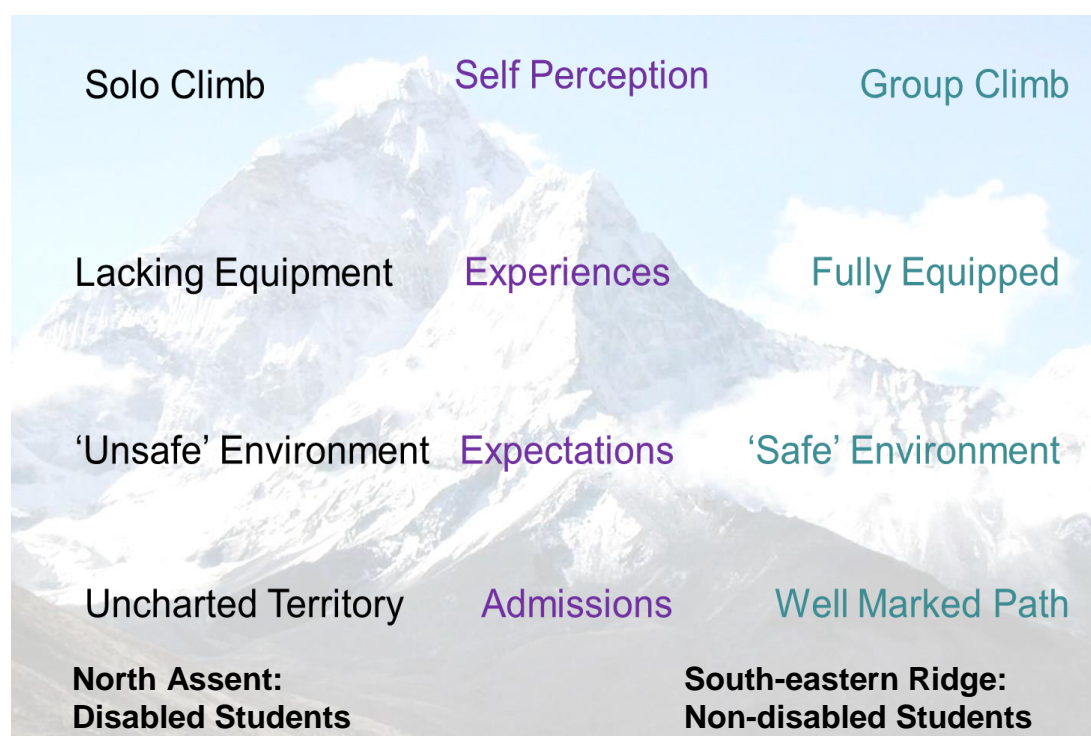 Solo Climb
Self Perception
Group Climb
Lacking Equipment
Experiences
Fully Equipped
‘Unsafe’ Environment
Expectations
‘Safe’ Environment
Uncharted Territory
Admissions
Well Marked Path
North Assent:
Disabled Students
South-eastern Ridge:
Non-disabled Students